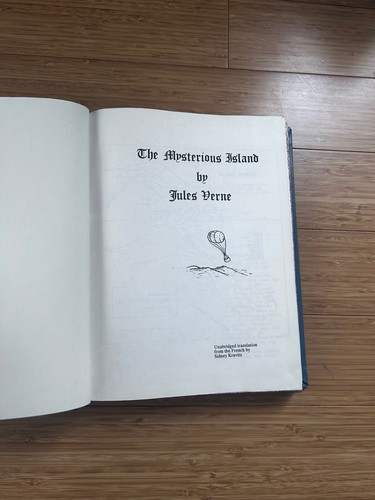 The Mysterious Island
by
Jules Verne
Unabridged translation
from the French by
Sidney Kravitz